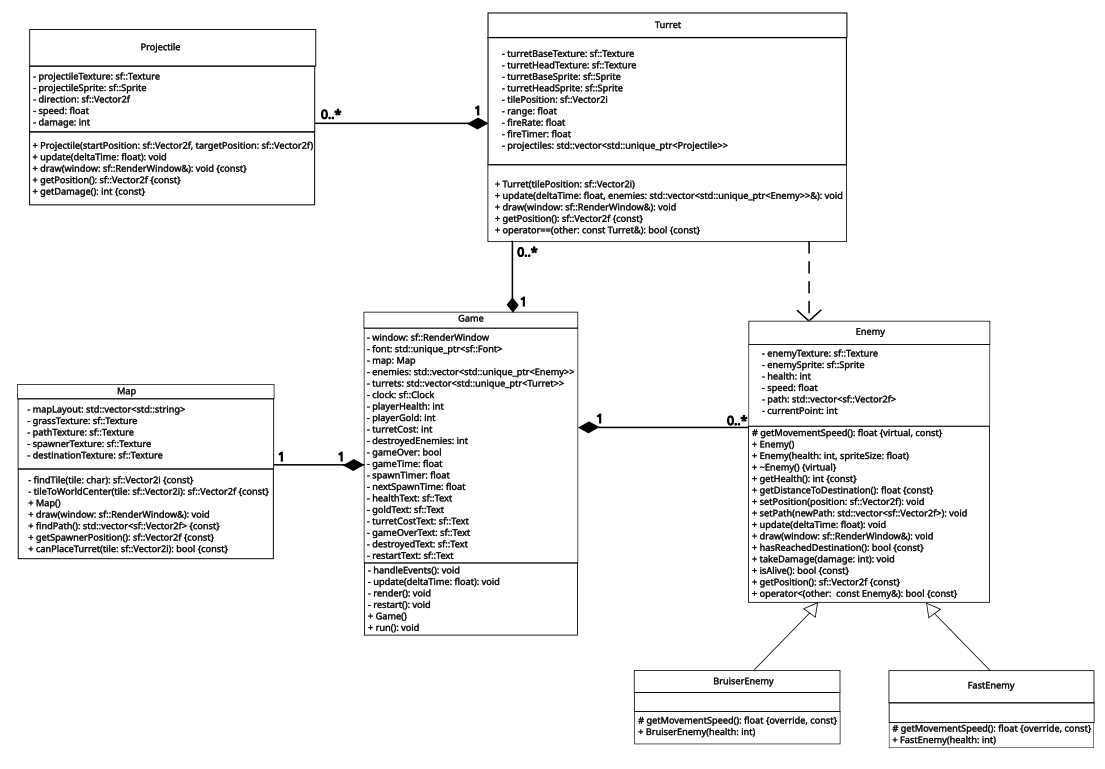 Projectile
- projectileTexture: sf::Texture
- projectileSprite: sf::Sprite
- direction: sf::Vector2f
- speed: float
- damage: int
+ Projectile(startPosition: sf::Vector2f, targetPosition: sf::Vector2f)
+ update(deltaTime: float): void
+ draw(window: sf::RenderWindow&): void {const}
+ getPosition(): sf::Vector2f {const}
+ getDamage(): int {const}
0..*
1
Turret
- turretBaseTexture: sf::Texture
- turretHeadTexture: sf::Texture
- turretBaseSprite: sf::Sprite
- turretHeadSprite: sf::Sprite
- tilePosition: sf::Vector2i
- range: float
- fireRate: float
- fireTimer: float
- projectiles: std::vector<std::unique_ptr<Projectile>>
+ Turret(tilePosition: sf::Vector2i)
+ update(deltaTime: float, enemies: std::vector<std::unique_ptr<Enemy>>&): void
+ draw(window: sf::RenderWindow&): void
+ getPosition(): sf::Vector2f {const}
+ operator==(other: const Turret&): bool {const}
0..*
1
Map
- mapLayout: std::vector<std::string>
- grassTexture: sf::Texture
- pathTexture: sf::Texture
- spawnerTexture: sf::Texture
- destinationTexture: sf::Texture
- findTile(tile: char): sf::Vector2i {const}
- tileToWorldCenter(tile: sf::Vector2i): sf::Vector2f {const}
+ Map()
+ draw(window: sf::RenderWindow&): void
+ findPath(): std::vector<sf::Vector2f> {const}
+ getSpawnerPosition(): sf::Vector2f {const}
+ canPlaceTurret(tile: sf::Vector2i): bool {const}
1
1
Game
- window: sf::RenderWindow
- font: std::unique_ptr<sf::Font>
- map: Map
- enemies: std::vector<std::unique_ptr<Enemy>>
- turrets: std::vector<std::unique_ptr<Turret>>
- clock: sf::Clock
- playerHealth: int
- playerGold: int
- turretCost: int
- destroyedEnemies: int
- gameOver: bool
- gameTime: float
- spawnTimer: float
- nextSpawnTime: float
- healthText: sf::Text
- goldText: sf::Text
- turretCostText: sf::Text
- gameOverText: sf::Text
- destroyedText: sf::Text
- restartText: sf::Text
- handleEvents(): void
- update(deltaTime: float): void
- render(): void
- restart(): void
+ Game()
+ run(): void
1
0..*
Enemy
- enemyTexture: sf::Texture
- enemySprite: sf::Sprite
- health: int
- speed: float
- path: std::vector<sf::Vector2f>
- currentPoint: int
# getMovementSpeed(): float {virtual, const}
+ Enemy()
+ Enemy(health: int, spriteSize: float)
+ ~Enemy() {virtual}
+ getHealth(): int {const}
+ getDistanceToDestination(): float {const}
+ setPosition(position: sf::Vector2f): void
+ setPath(newPath: std::vector<sf::Vector2f>): void
+ update(deltaTime: float): void
+ draw(window: sf::RenderWindow&): void
+ hasReachedDestination(): bool {const}
+ takeDamage(damage: int): void
+ isAlive(): bool {const}
+ getPosition(): sf::Vector2f {const}
+ operator<(other:  const Enemy&): bool {const}
BruiserEnemy
# getMovementSpeed(): float {override, const}
+ BruiserEnemy(health: int)
FastEnemy
# getMovementSpeed(): float {override, const}
+ FastEnemy(health: int)